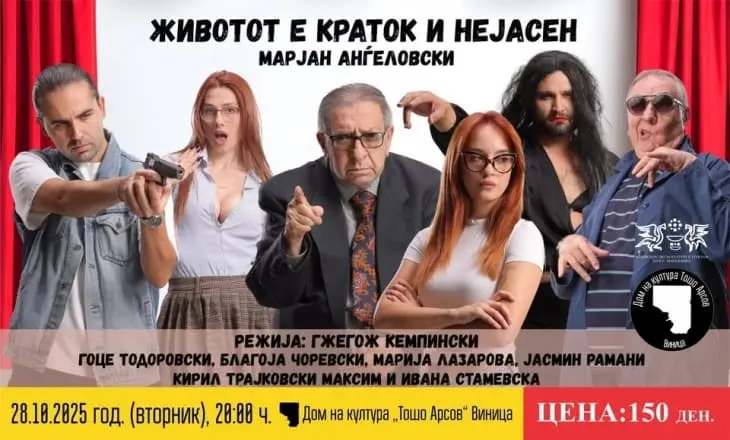 ЖИВОТОТ Е КРАТОК И НЕЈАСЕН
МАРЈАН АНЃЕЛОВСКИ
Дом на култура Тошо Арсов
Виница
РЕЖИЈА: ГЖЕГОЖ КЕМПИНСКИ
ГОЦЕ ТОДОРОВСКИ, БЛАГОЈА ЧОРЕВСКИ, МАРИЈА ЛАЗАРОВА, ЈАСМИН РАМАНИ
КИРИЛ ТРАЈКОВСКИ МАКСИМ И ИВАНА СТАМЕВСКА
28.10.2025 год. (вторник), 20:00 ч. Дом на култура „Тошо Арсов“ Виница
ЦЕНА:150 ДЕН.